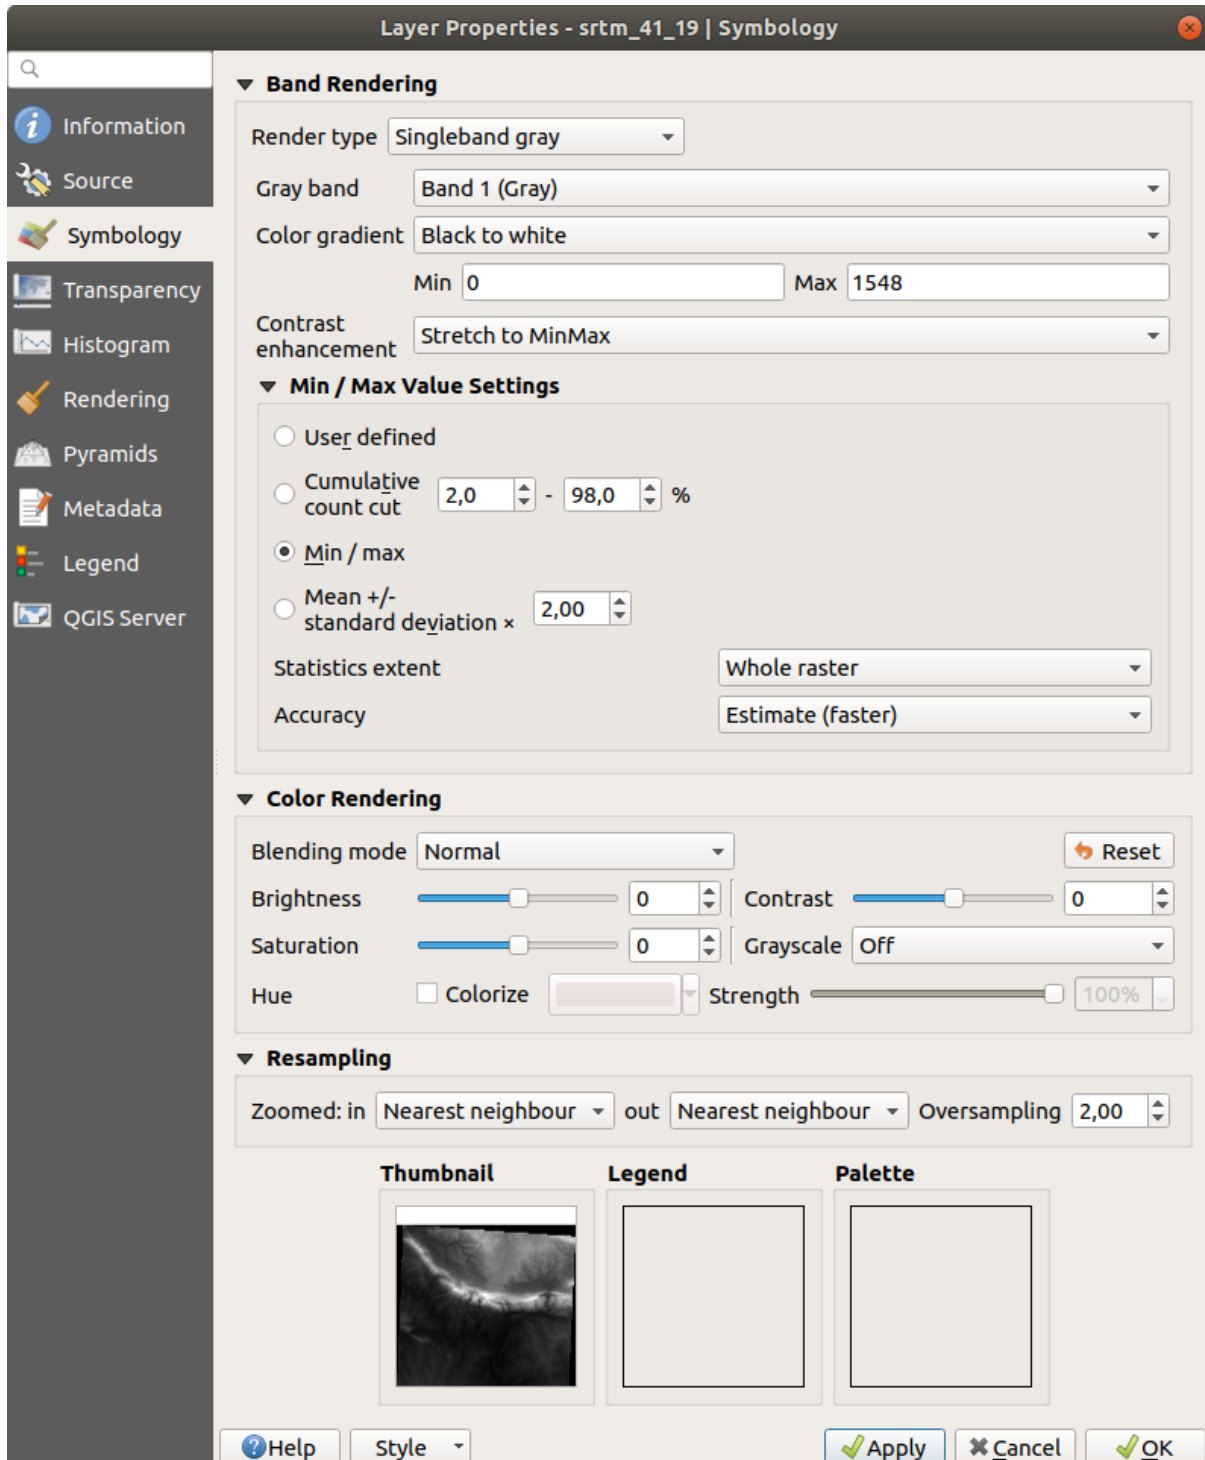 Layer Properties - srtm_41_19 | Symbology
Information
Source
Symbology
Transparency
Histogram
Rendering
Pyramids
Metadata
Legend
QGIS Server
Band Rendering
Render type Singleband gray
Gray band Band 1 (Gray)
Color gradient Black to white
Min 0 Max 1548
Contrast
enhancement Stretch to MinMax
Min / Max Value Settings
User defined
Cumulative
count cut 2,0 - 98,0 %
Min / max
Mean +/-
standard deviation × 2,00
Statistics extent Whole raster
Accuracy Estimate (faster)
Color Rendering
Blending mode Normal Reset
Brightness 0 Contrast 0
Saturation 0 Grayscale Off
Hue Colorize Strength 100%
Resampling
Zoomed: in Nearest neighbour out Nearest neighbour Oversampling 2,00
Thumbnail Legend Palette
Help Style Apply Cancel OK